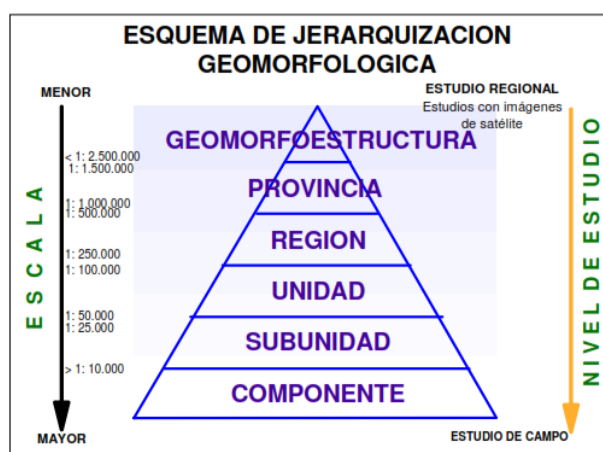 ESQUEMA DE JERARQUIZACION
GEOMORFOLOGICA
MENOR
ESTUDIO REGIONAL
Estudios con imágenes
de satélite
GEOMORFOESTRUCTURA
< 1: 2.500.000
1: 1.500.000
PROVINCIA
1: 1.000.000
1: 500.000
REGION
1: 250.000
1: 100.000
UNIDAD
1: 50.000
1: 25.000
SUBUNIDAD
> 1: 10.000
COMPONENTE
MAYOR
ESTUDIO DE CAMPO
ESCALA
NIVEL DE ESTUDIO